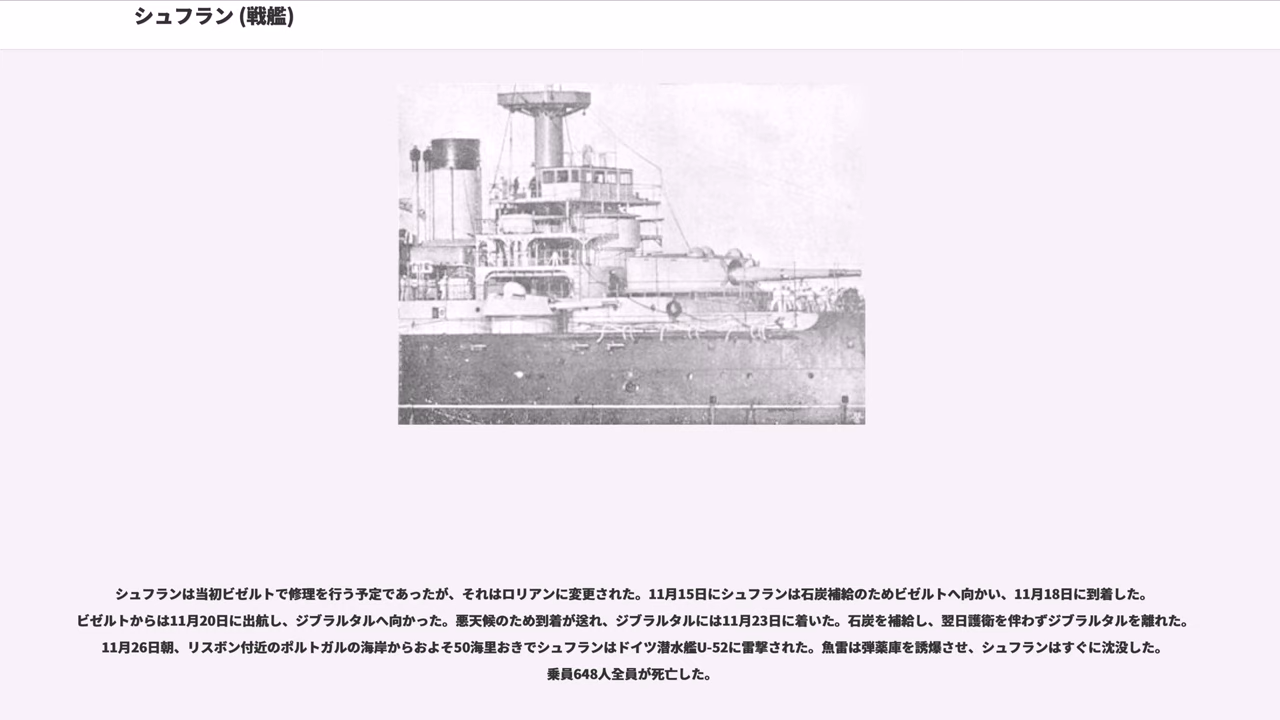 シュフラン (戦艦)
シュフランは当初ビゼルトで修理を行う予定であったが、それはロリアンに変更された。11月15日にシュフランは石炭補給のためビゼルトへ向かい、11月18日に到着した。
ビゼルトからは11月20日に出航し、ジブラルタルへ向かった。悪天候のため到着が送れ、ジブラルタルには11月23日に着いた。石炭を補給し、翌日護衛を伴わずジブラルタルを離れた。
11月26日朝、リスボン付近のポルトガルの海岸からおよそ50海里おきでシュフランはドイツ潜水艦U-52に雷撃された。魚雷は弾薬庫を誘爆させ、シュフランはすぐに沈没した。
乗員648人全員が死亡した。